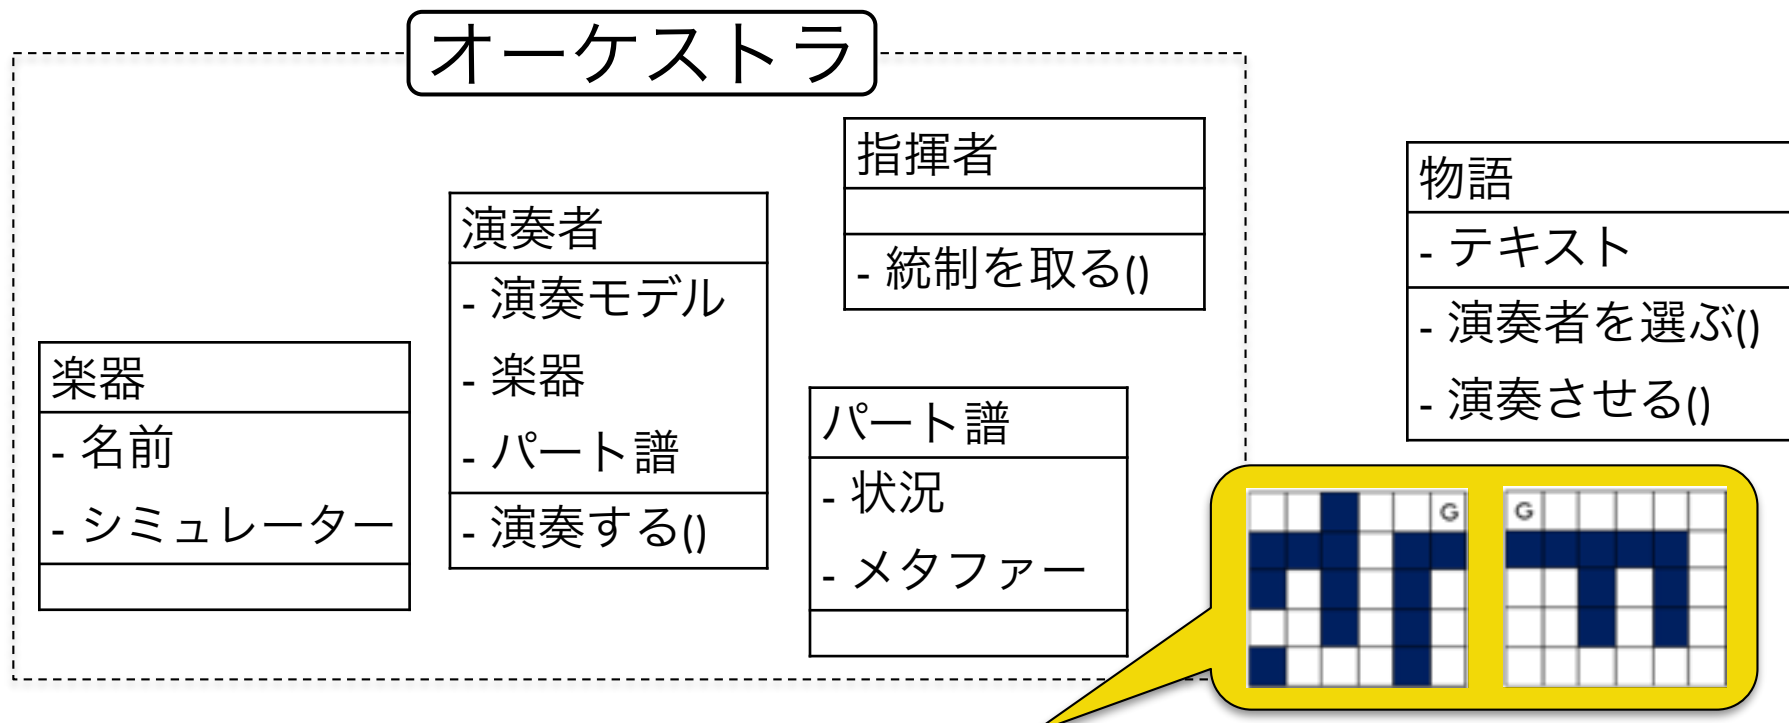 オーケストラ
楽器
- 名前
- シミュレーター
演奏者
- 演奏モデル
- 楽器
- パート譜
- 演奏する()
指揮者
- 統制を取る()
パート譜
- 状況
- メタファー
物語
- テキスト
- 演奏者を選ぶ()
- 演奏させる()
G
G